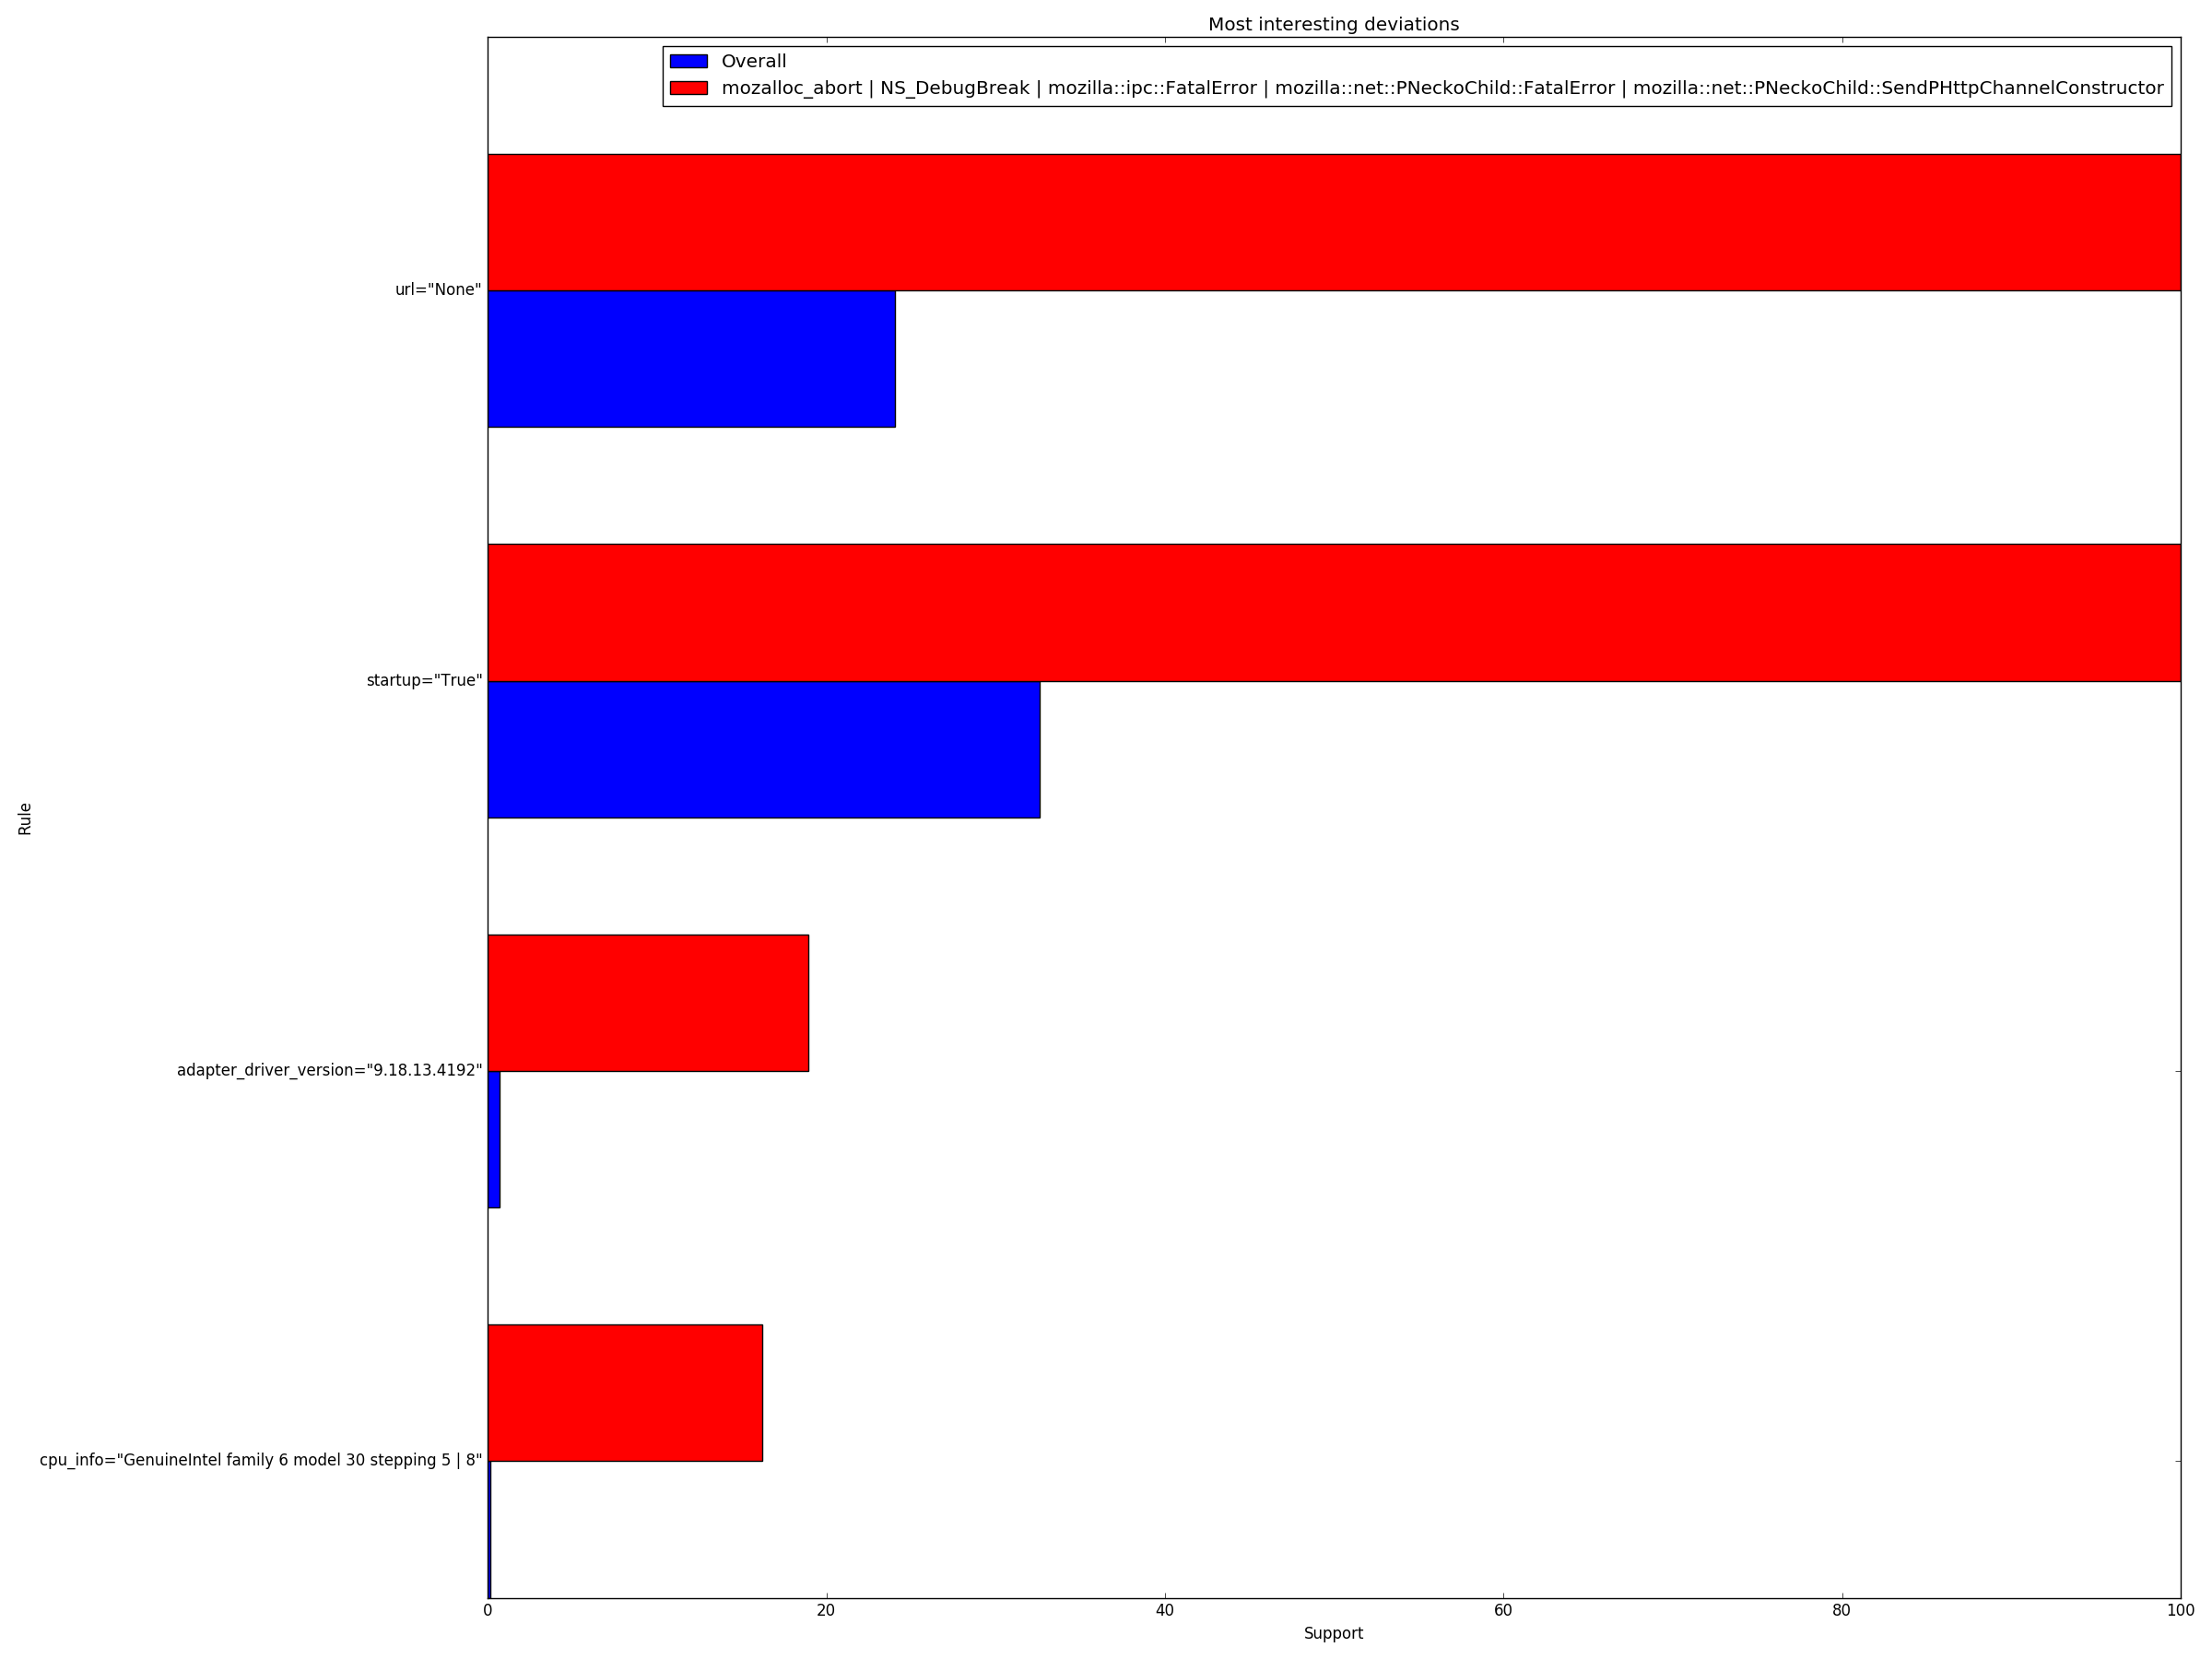 Most interesting deviations
Overall
mozalloc_abort | NS_DebugBreak | mozilla::ipc::FatalError | mozilla::net::PNeckoChild::FatalError | mozilla::net::PNeckoChild::SendPHttpChannelConstructor
url="None"
startup="True"
Rule
adapter_driver_version="9.18.13.4192"
cpu_info="GenuineIntel family 6 model 30 stepping 5 | 8"
0 20 40 60 80 100
Support